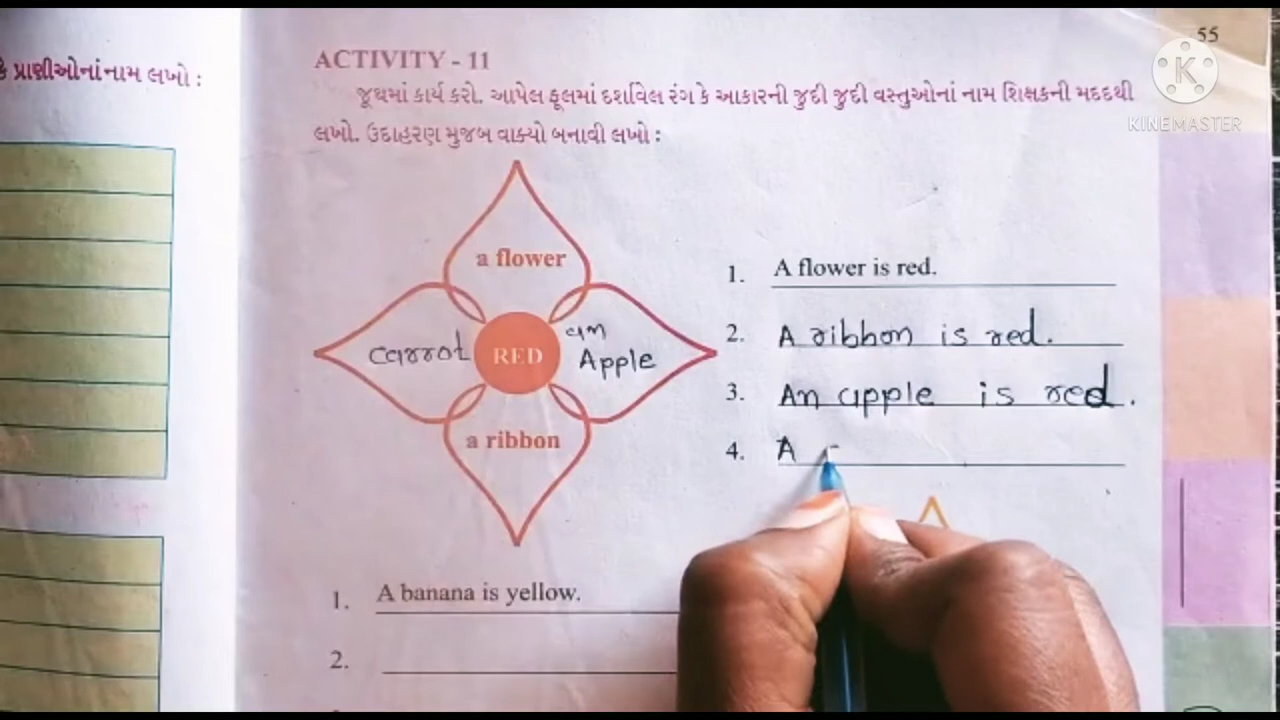 55
K
KINEMASTER
પ્રાણીઓનાં નામ લખો :
ACTIVITY - 11
જૂથમાં કાર્ય કરો. આપેલ ફૂલમાં દર્શાવેલ રંગ કે આકારની જુદી જુદી વસ્તુઓનાં નામ શિક્ષકની મદદથી
લખો. ઉદાહરણ મુજબ વાક્યો બનાવી લખો :
a flower
carrot
RED
an
Apple
a ribbon
1. A flower is red.
2. A ribbon is red.
3. An apple is red.
4. A
1. A banana is yellow.
2.